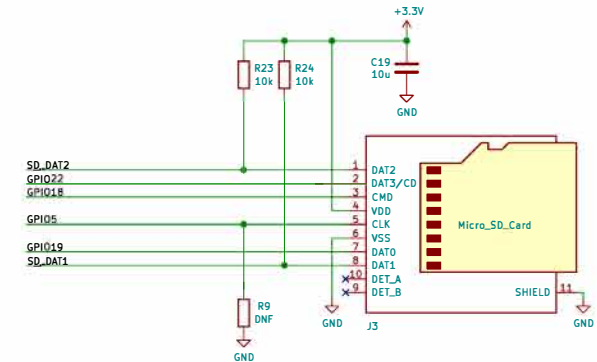 +3.3V
R23
10k
R24
10k
C19
10u
GND
SD_DAT2
GPIO22
GPIO18
GPIO5
GPIO19
SD_DAT1
1 DAT2
2 DAT3/CD
3 CMD
4 VDD
5 CLK
6 VSS
7 DAT0
8 DAT1
10 DET_A
9 DET_B
Micro_SD_Card
SHIELD 11
R9
DNF
GND
GND
J3
GND